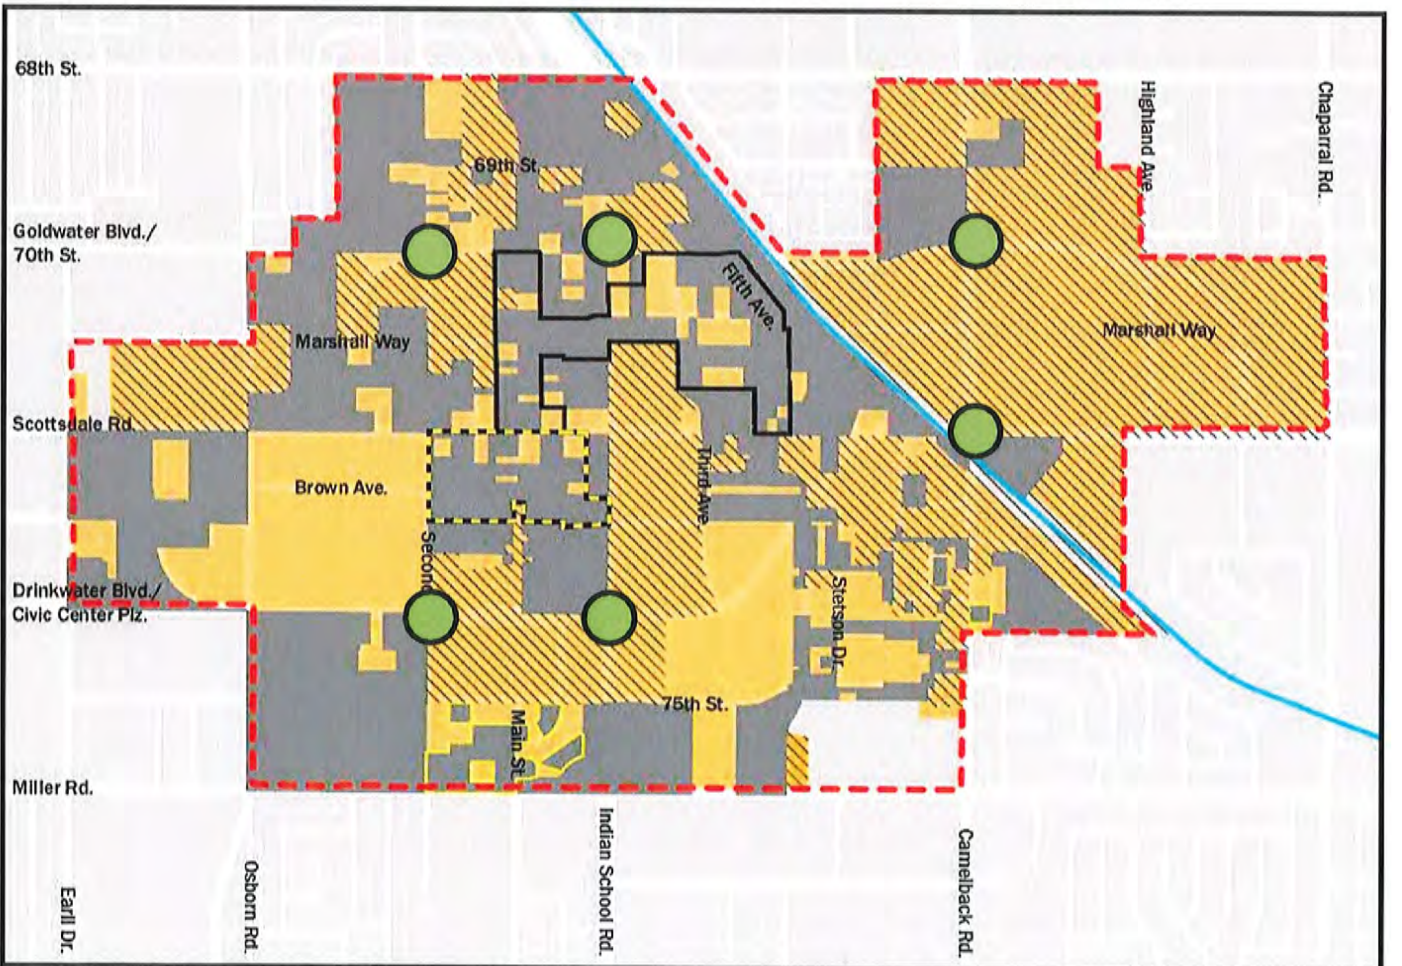 68th St.
Highland Ave.
Chaparral Rd.
69th St.
Goldwater Blvd./
70th St.
Fifth Ave.
Marshall Way
Marshall Way
Scottsdale Rd.
Third Ave.
Brown Ave.
Second
Drinkwater Blvd./
Civic Center Plz.
Stetson Dr.
75th St.
Main St.
Miller Rd.
Indian School Rd.
Camelback Rd.
Osborn Rd.
Earll Dr.